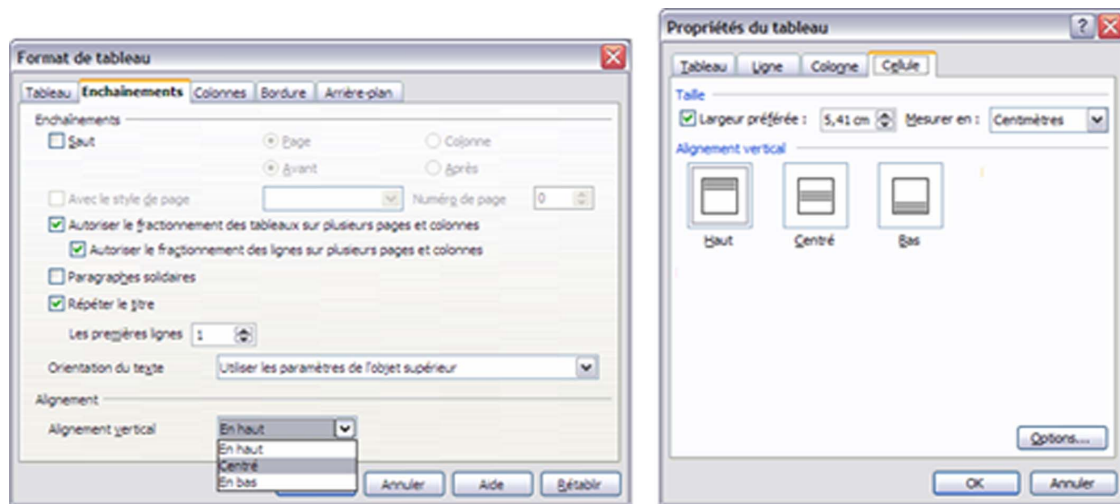 Format de tableau
Tableau Enchaînements Colonnes Bordure Arrière-plan
Enchaînements
Saut Page Colonne
Avant Après
Avec le style de page Numéro de page 0
Autoriser le fractionnement des tableaux sur plusieurs pages et colonnes
Autoriser le fractionnement des lignes sur plusieurs pages et colonnes
Paragraphes solidaires
Répéter le titre
Les premières lignes 1
Orientation du texte Utiliser les paramètres de l'objet supérieur
Alignement
Alignement vertical En haut
En haut
Centré
En bas
Annuler Aide Rétablir
Propriétés du tableau
Tableau Ligne Colonne Cellule
Taille
Largeur préférée : 5,41 cm Mesurer en : Centimètres
Alignement vertical
Haut Centré Bas
Options...
OK Annuler